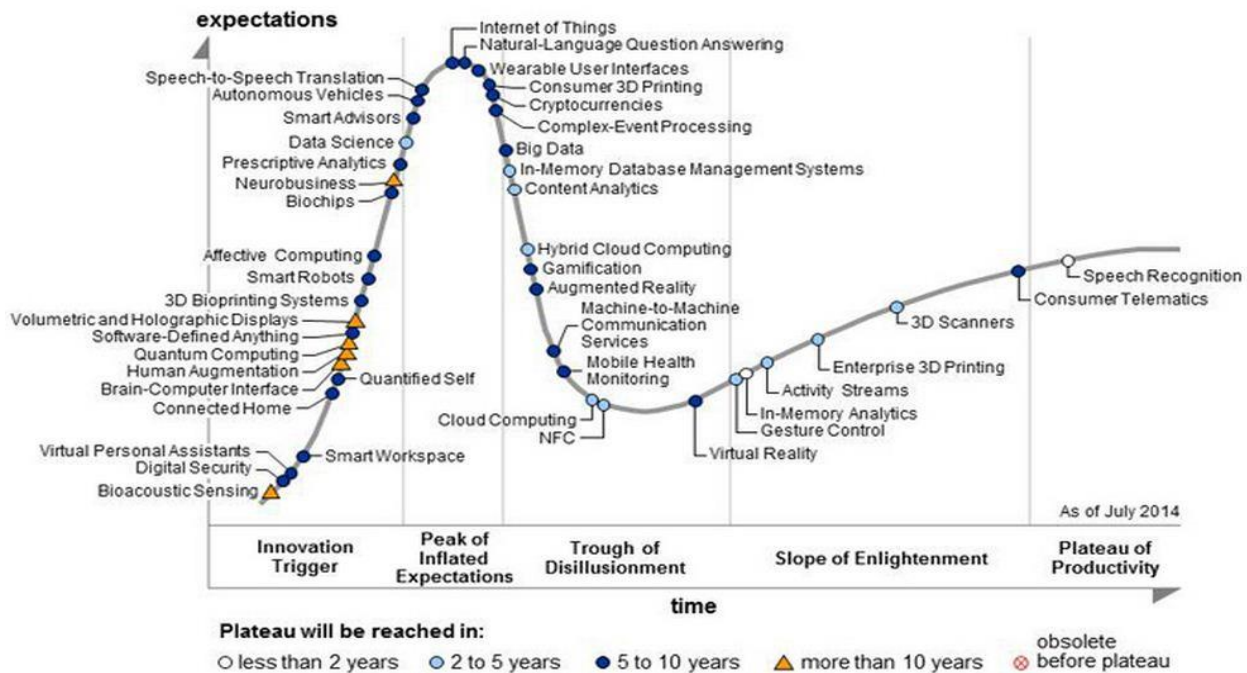 expectations
Internet of Things
Natural-Language Question Answering
Wearable User Interfaces
Consumer 3D Printing
Cryptocurrencies
Complex-Event Processing
Speech-to-Speech Translation
Autonomous Vehicles
Smart Advisors
Data Science
Prescriptive Analytics
Neurobusiness
Biochips
Big Data
In-Memory Database Management Systems
Content Analytics
Affective Computing
Smart Robots
3D Bioprinting Systems
Volumetric and Holographic Displays
Software-Defined Anything
Quantum Computing
Human Augmentation
Brain-Computer Interface
Connected Home
Quantified Self
Hybrid Cloud Computing
Gamification
Augmented Reality
Machine-to-Machine
Communication
Services
Mobile Health
Monitoring
Cloud Computing
NFC
Virtual Personal Assistants
Digital Security
Bioacoustic Sensing
Smart Workspace
Virtual Reality
Gesture Control
In-Memory Analytics
Activity Streams
Enterprise 3D Printing
3D Scanners
Consumer Telematics
Speech Recognition
As of July 2014
Innovation
Trigger
Peak of
Inflated
Expectations
Trough of
Disillusionment
Slope of Enlightenment
Plateau of
Productivity
time
Plateau will be reached in:
less than 2 years
2 to 5 years
5 to 10 years
more than 10 years
obsolete
before plateau